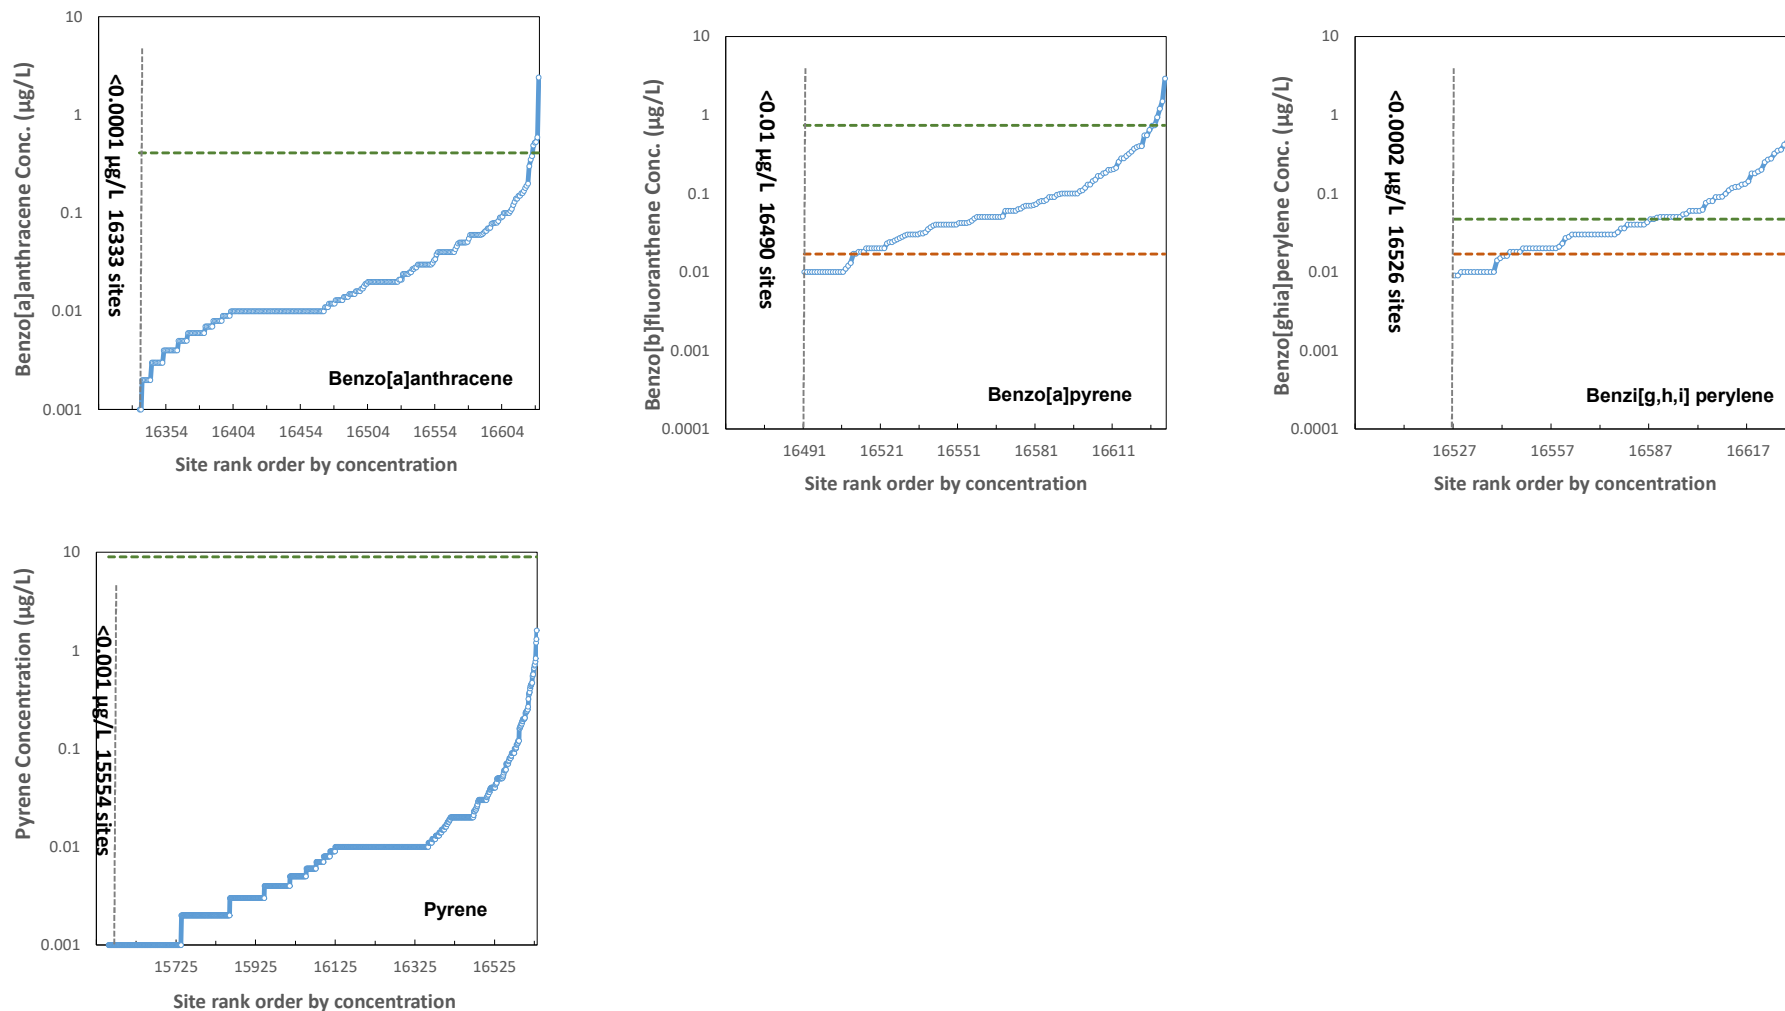 Benzo[a]anthracene Conc. (µg/L)
10
1
0.1
0.01
0.001
<0.0001 µg/L 16333 sites
Benzo[a]anthracene
16354 16404 16454 16504 16554 16604
Site rank order by concentration
Benzo[b]fluoranthene Conc. (µg/L)
10
1
0.1
0.01
0.001
0.0001
<0.01 µg/L 16490 sites
Benzo[a]pyrene
16491 16521 16551 16581 16611
Site rank order by concentration
Benzo[ghia]perylene Conc. (µg/L)
10
1
0.1
0.01
0.001
0.0001
<0.0002 µg/L 16526 sites
Benzi[g,h,i] perylene
16527 16557 16587 16617
Site rank order by concentration
Pyrene Concentration (µg/L)
10
1
0.1
0.01
0.001
<0.001 µg/L 15554 sites
Pyrene
15725 15925 16125 16325 16525
Site rank order by concentration